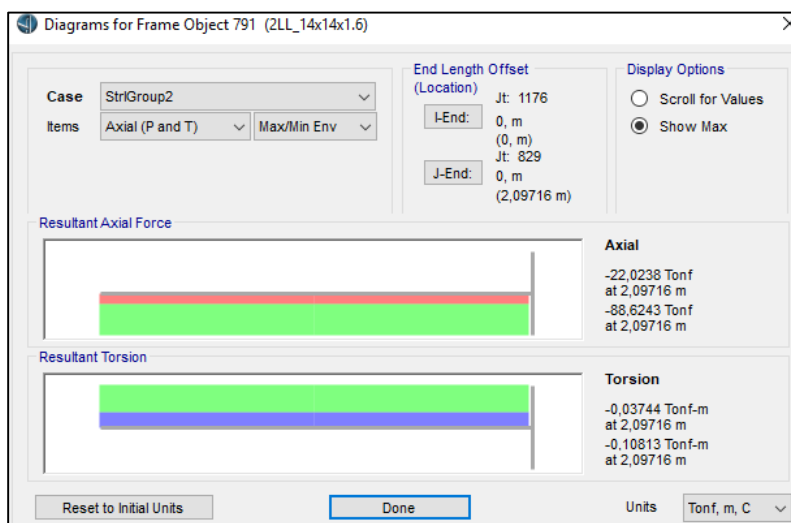 Diagrams for Frame Object 791 (2LL_14x14x1.6)
Case StrlGroup2
Items Axial (P and T) Max/Min Env
End Length Offset
(Location)
I-End:
Jt: 1176
0, m
(0, m)
J-End:
Jt: 829
0, m
(2,09716 m)
Display Options
Scroll for Values
Show Max
Resultant Axial Force
Axial
-22,0238 Tonf
at 2,09716 m
-88,6243 Tonf
at 2,09716 m
Resultant Torsion
Torsion
-0,03744 Tonf-m
at 2,09716 m
-0,10813 Tonf-m
at 2,09716 m
Reset to Initial Units Done Units Tonf, m, C